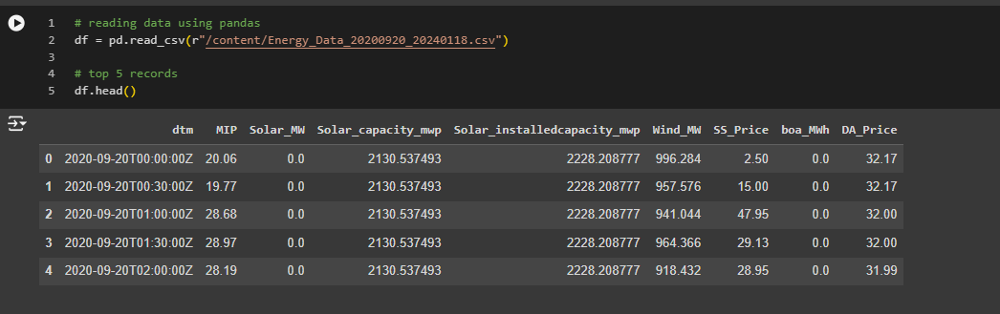 1 # reading data using pandas
2 df = pd.read_csv(r"/content/Energy_Data_20200920_20240118.csv")
3
4 # top 5 records
5 df.head()
dtm MIP Solar_MW Solar_capacity_mwp Solar_installedcapacity_mwp Wind_MW SS_Price boa_MWh DA_Price
0 2020-09-20T00:00:00Z 20.06 0.0 2130.537493 2228.208777 996.284 2.50 0.0 32.17
1 2020-09-20T00:30:00Z 19.77 0.0 2130.537493 2228.208777 957.576 15.00 0.0 32.17
2 2020-09-20T01:00:00Z 28.68 0.0 2130.537493 2228.208777 941.044 47.95 0.0 32.00
3 2020-09-20T01:30:00Z 28.97 0.0 2130.537493 2228.208777 964.366 29.13 0.0 32.00
4 2020-09-20T02:00:00Z 28.19 0.0 2130.537493 2228.208777 918.432 28.95 0.0 31.99